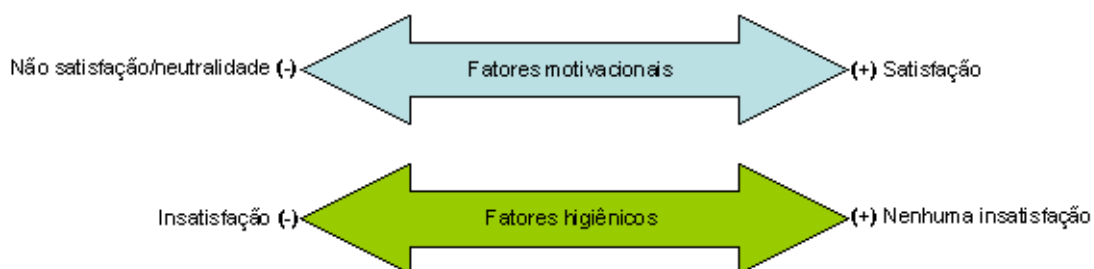 Não satisfação/neutralidade (-) Fatores motivacionais (+) Satisfação
Insatisfação (-) Fatores higiênicos (+) Nenhuma insatisfação